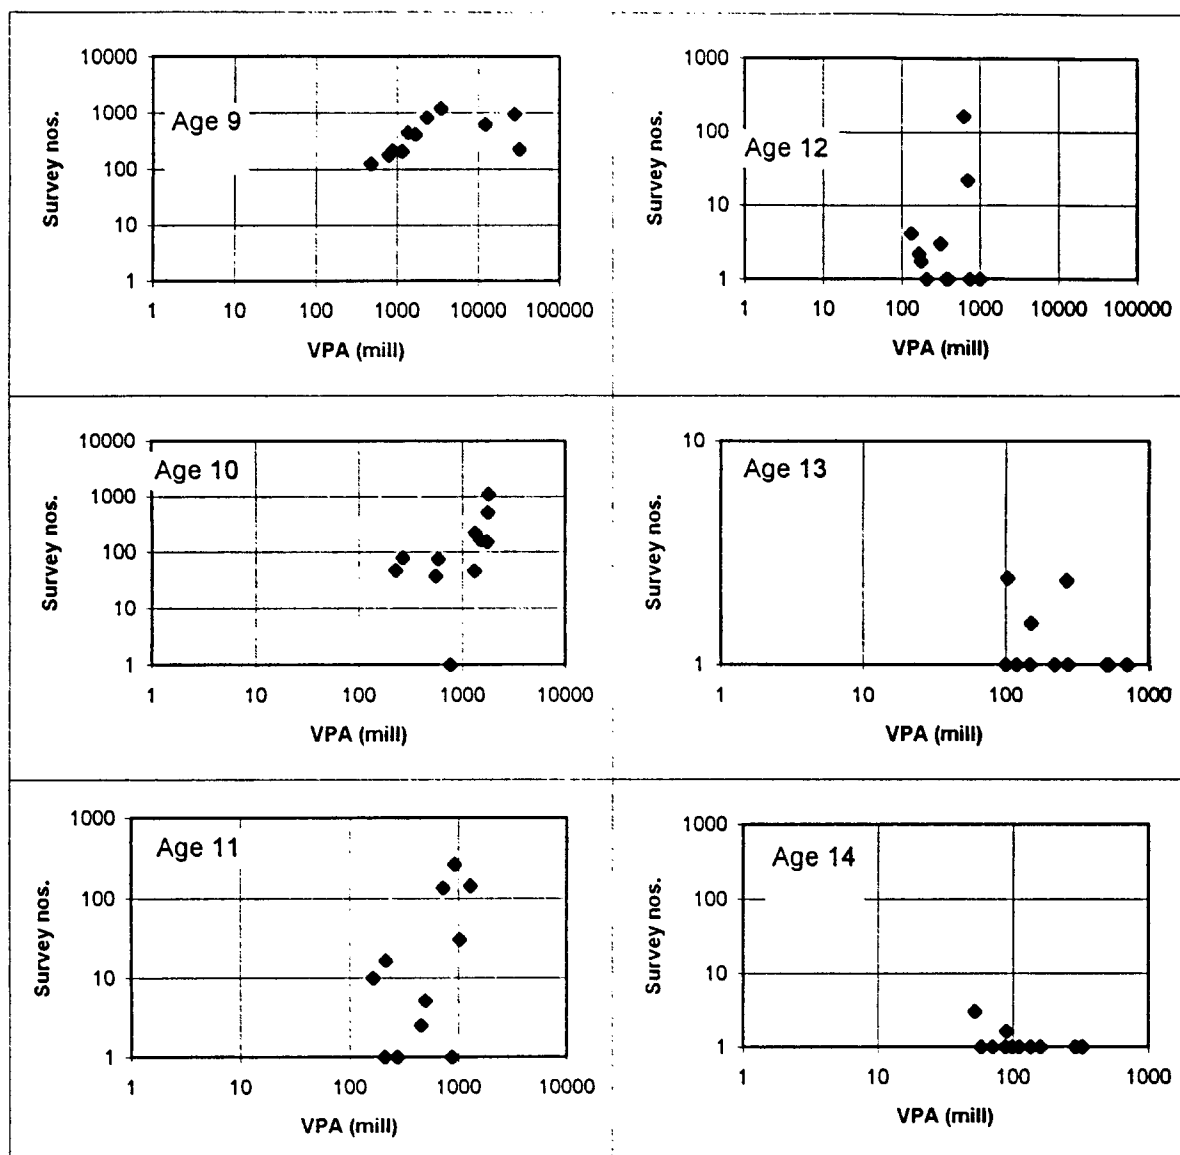 10000
1000
100
10
1
Survey nos.
Age 9
1 10 100 1000 10000 100000
VPA (mill)
1000
100
10
1
Survey nos.
Age 12
1 10 100 1000 10000 100000
VPA (mill)
10000
1000
100
10
1
Survey nos.
Age 10
1 10 100 1000 10000
VPA (mill)
10
1
Survey nos.
Age 13
1 10 100 1000
VPA (mill)
1000
100
10
1
Survey nos.
Age 11
1 10 100 1000 10000
VPA (mill)
1000
100
10
1
Survey nos.
Age 14
1 10 100 1000
VPA (mill)